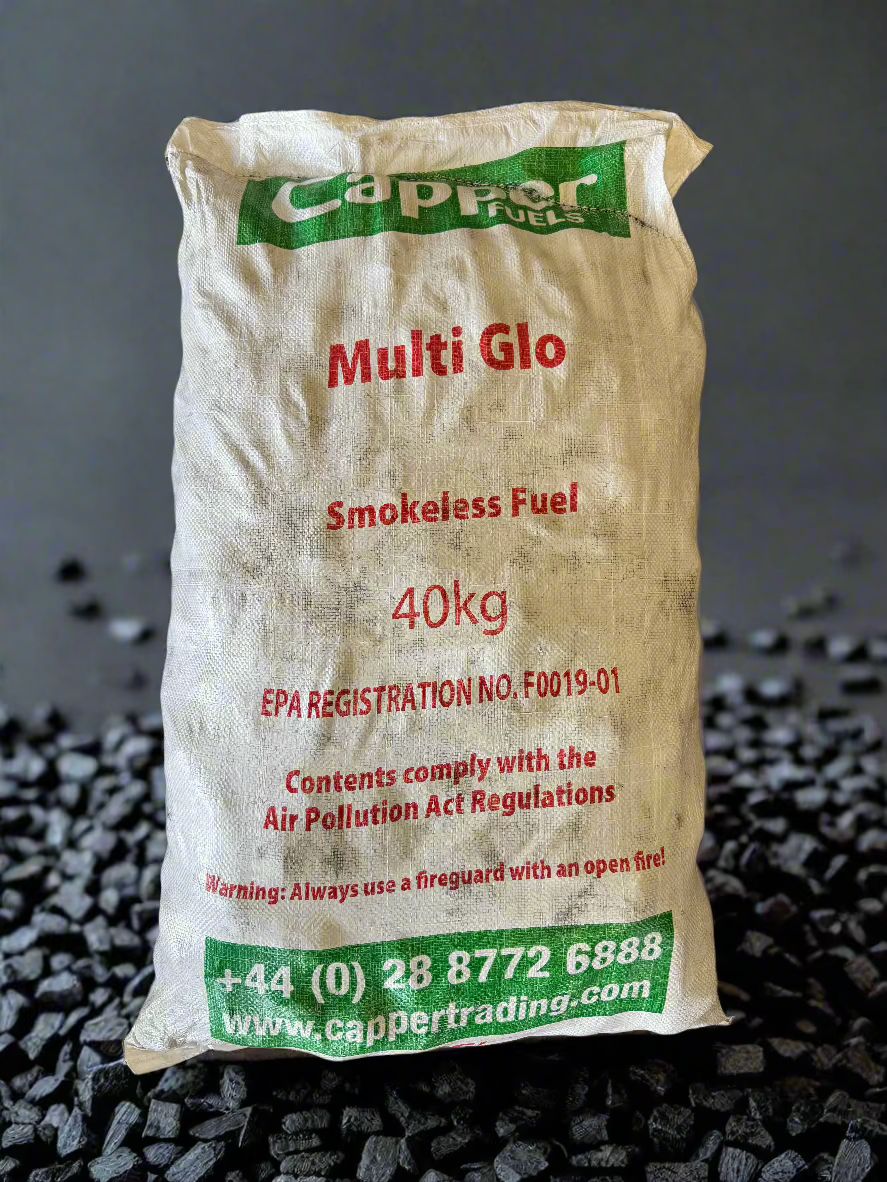 Capper
FUELS
Multi Glo
Smokeless Fuel
40kg
EPA REGISTRATION NO. F0019-01
Contents comply with the
Air Pollution Act Regulations
Warning: Always use a fireguard with an open fire!
+44 (0) 28 8772 6888
www.cappertrading.com